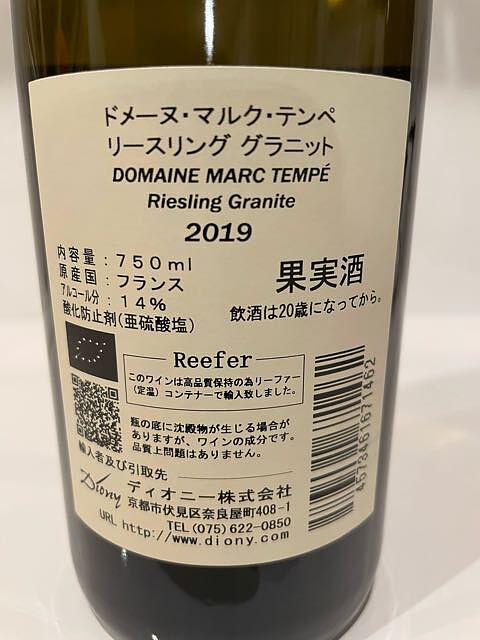 ドメーヌ・マルク・テンペ
リースリング グラニット
DOMAINE MARC TEMPÉ
Riesling Granite
2019
内容量：750ml
原産国：フランス
アルコール分：14%
酸化防止剤(亜硫酸塩)
果実酒
飲酒は20歳になってから。
Reefer
このワインは高品質保持の為リーファー
(定温)コンテナーで輸入致しました。
瓶の底に沈殿物が生じる場合が
ありますが、ワインの成分です。
品質上問題はありません。
輸入者及び引取先
Diony ディオニー株式会社
京都市伏見区奈良屋町408-1
TEL(075)622-0850
URL http://www.diony.com/
4573461677462